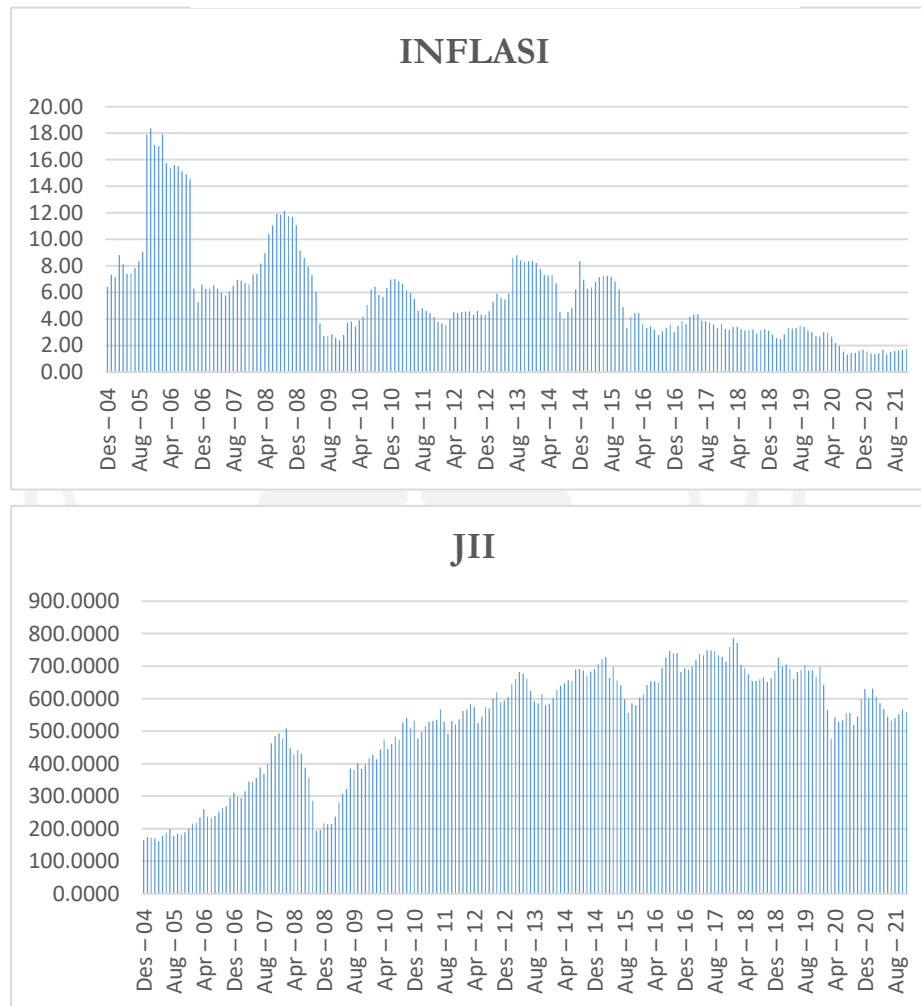 INFLASI
20.00
18.00
16.00
14.00
12.00
10.00
8.00
6.00
4.00
2.00
0.00
Des – 04
Aug – 05
Apr – 06
Des – 06
Aug – 07
Apr – 08
Des – 08
Aug – 09
Apr – 10
Des – 10
Aug – 11
Apr – 12
Des – 12
Aug – 13
Apr – 14
Des – 14
Aug – 15
Apr – 16
Des – 16
Aug – 17
Apr – 18
Des – 18
Aug – 19
Apr – 20
Des – 20
Aug – 21
JII
900.0000
800.0000
700.0000
600.0000
500.0000
400.0000
300.0000
200.0000
100.0000
0.0000
Des – 04
Aug – 05
Apr – 06
Des – 06
Aug – 07
Apr – 08
Des – 08
Aug – 09
Apr – 10
Des – 10
Aug – 11
Apr – 12
Des – 12
Aug – 13
Apr – 14
Des – 14
Aug – 15
Apr – 16
Des – 16
Aug – 17
Apr – 18
Des – 18
Aug – 19
Apr – 20
Des – 20
Aug – 21